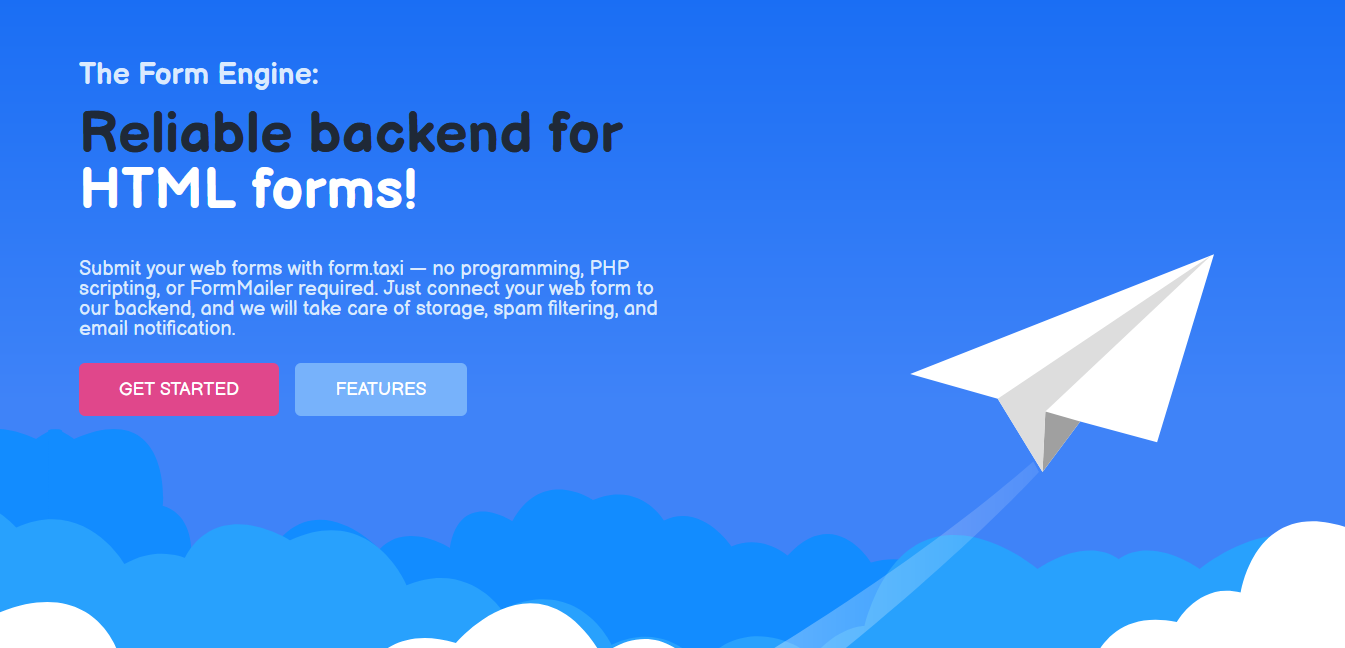 The Form Engine:
Reliable backend for
HTML forms!
Submit your web forms with form.taxi — no programming, PHP
scripting, or FormMailer required. Just connect your web form to
our backend, and we will take care of storage, spam filtering, and
email notification.
GET STARTED
FEATURES